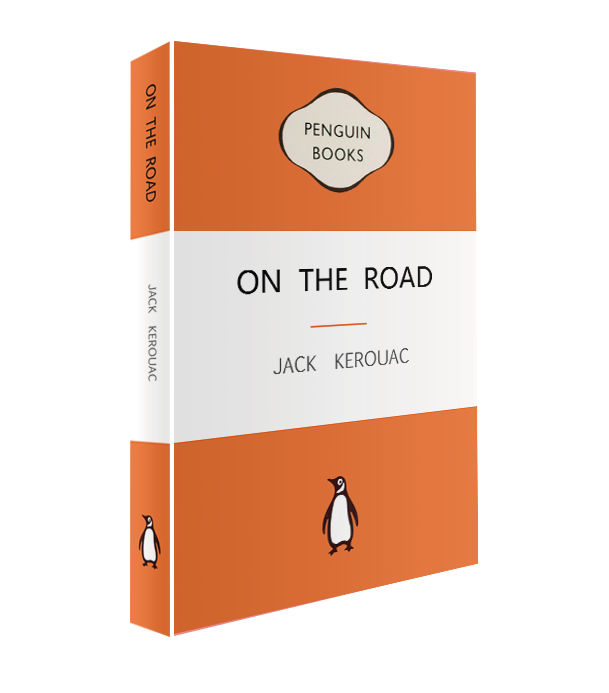 ON THE ROAD
JACK KEROUAC
PENGUIN
BOOKS
ON THE ROAD
JACK KEROUAC